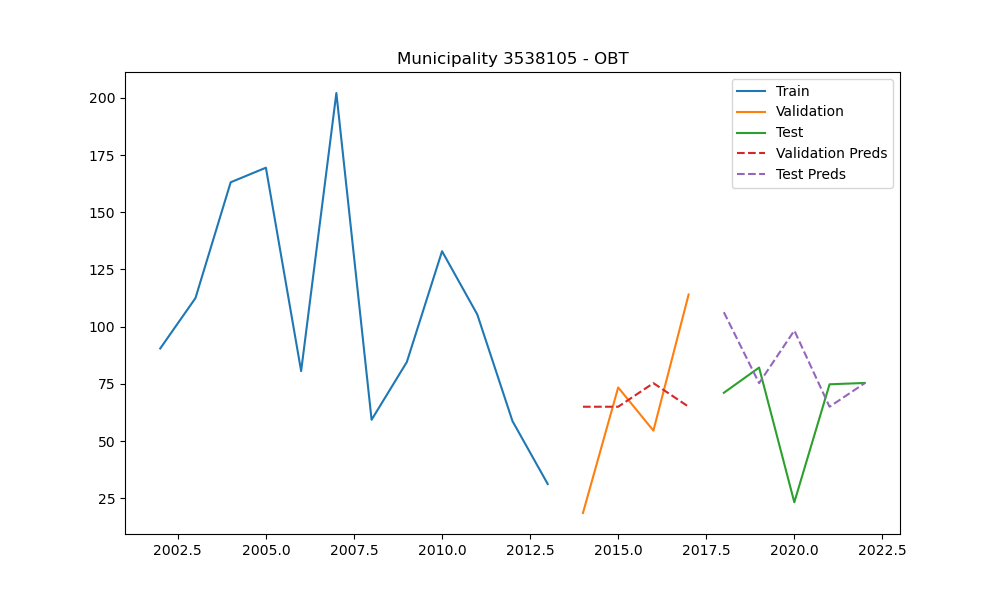 Municipality 3538105 - OBT
200
175
150
125
100
75
50
25
2002.5 2005.0 2007.5 2010.0 2012.5 2015.0 2017.5 2020.0 2022.5
Train
Validation
Test
Validation Preds
Test Preds